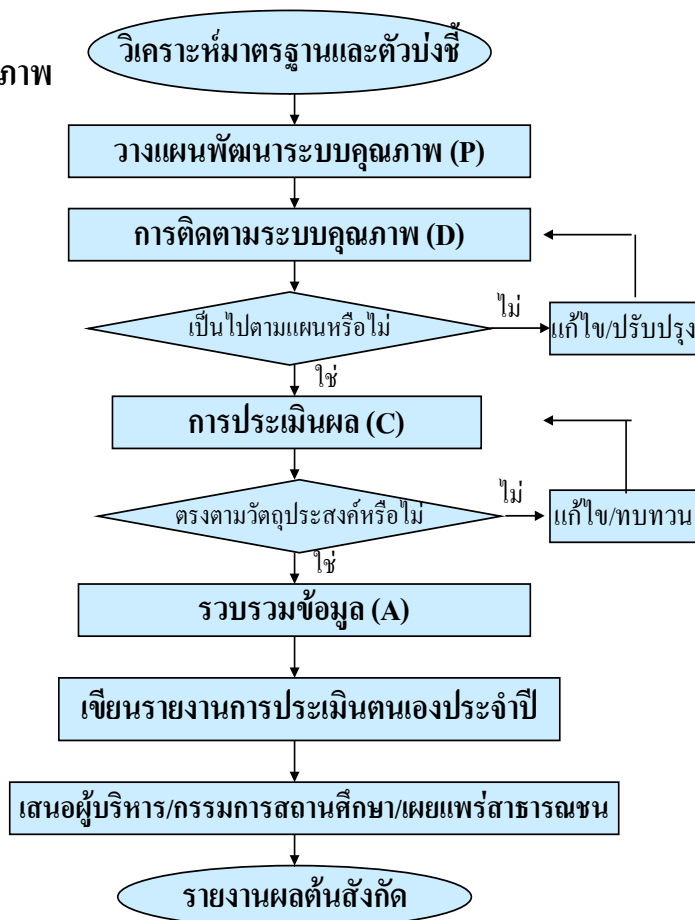 วิเคราะห์มาตรฐานและตัวบ่งชี้
ภาพ
วางแผนพัฒนาระบบคุณภาพ (P)
การติดตามระบบคุณภาพ (D)
เป็นไปตามแผนหรือไม่
ไม่
แก้ไข/ปรับปรุง
ใช่
การประเมินผล (C)
ตรงตามวัตถุประสงค์หรือไม่
ไม่
แก้ไข/ทบทวน
ใช่
รวบรวมข้อมูล (A)
เขียนรายงานการประเมินตนเองประจำปี
เสนอผู้บริหาร/กรรมการสถานศึกษา/เผยแพร่สาธารณชน
รายงานผลต้นสังกัด